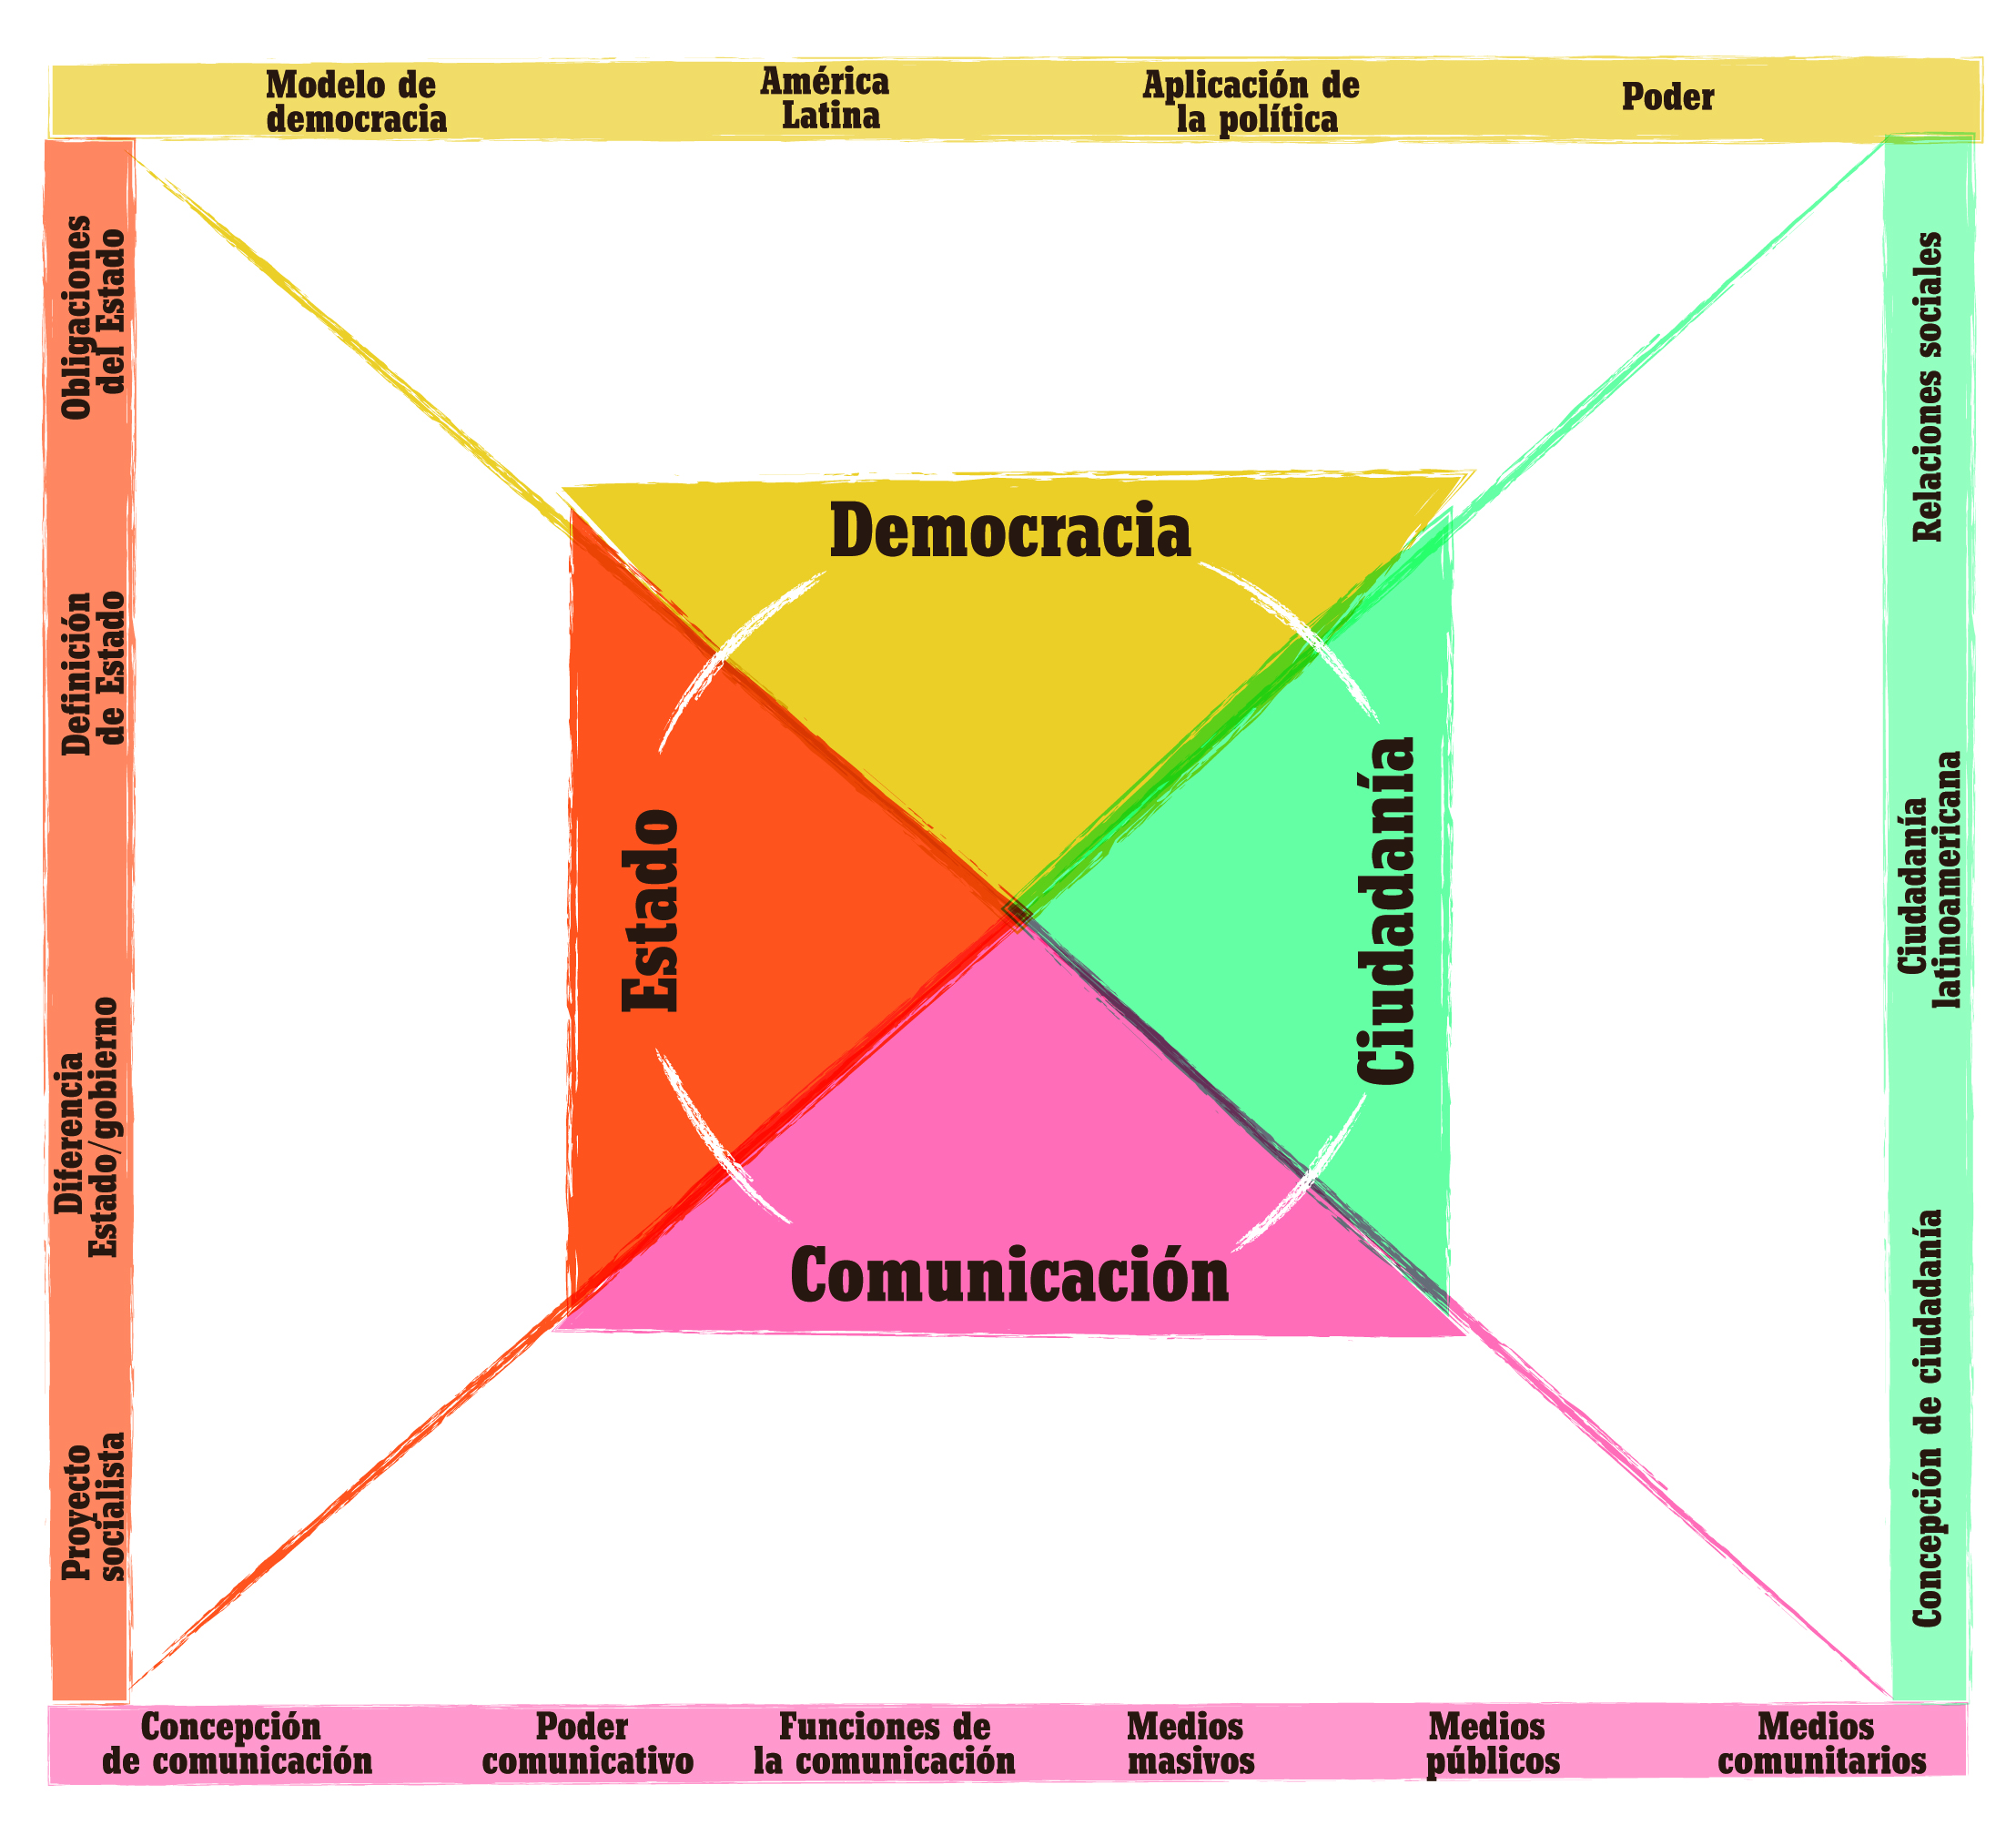 Modelo de
democracia
América
Latina
Aplicación de
la política
Poder
Obligaciones
del Estado
Definición
de Estado
Diferencia
Estado/gobierno
Proyecto
socialista
Democracia
Estado
Ciudadanía
Comunicación
Relaciones sociales
Ciudadanía
latinoamericana
Concepción de ciudadanía
Concepción
de comunicación
Poder
comunicativo
Funciones de
la comunicación
Medios
masivos
Medios
públicos
Medios
comunitarios